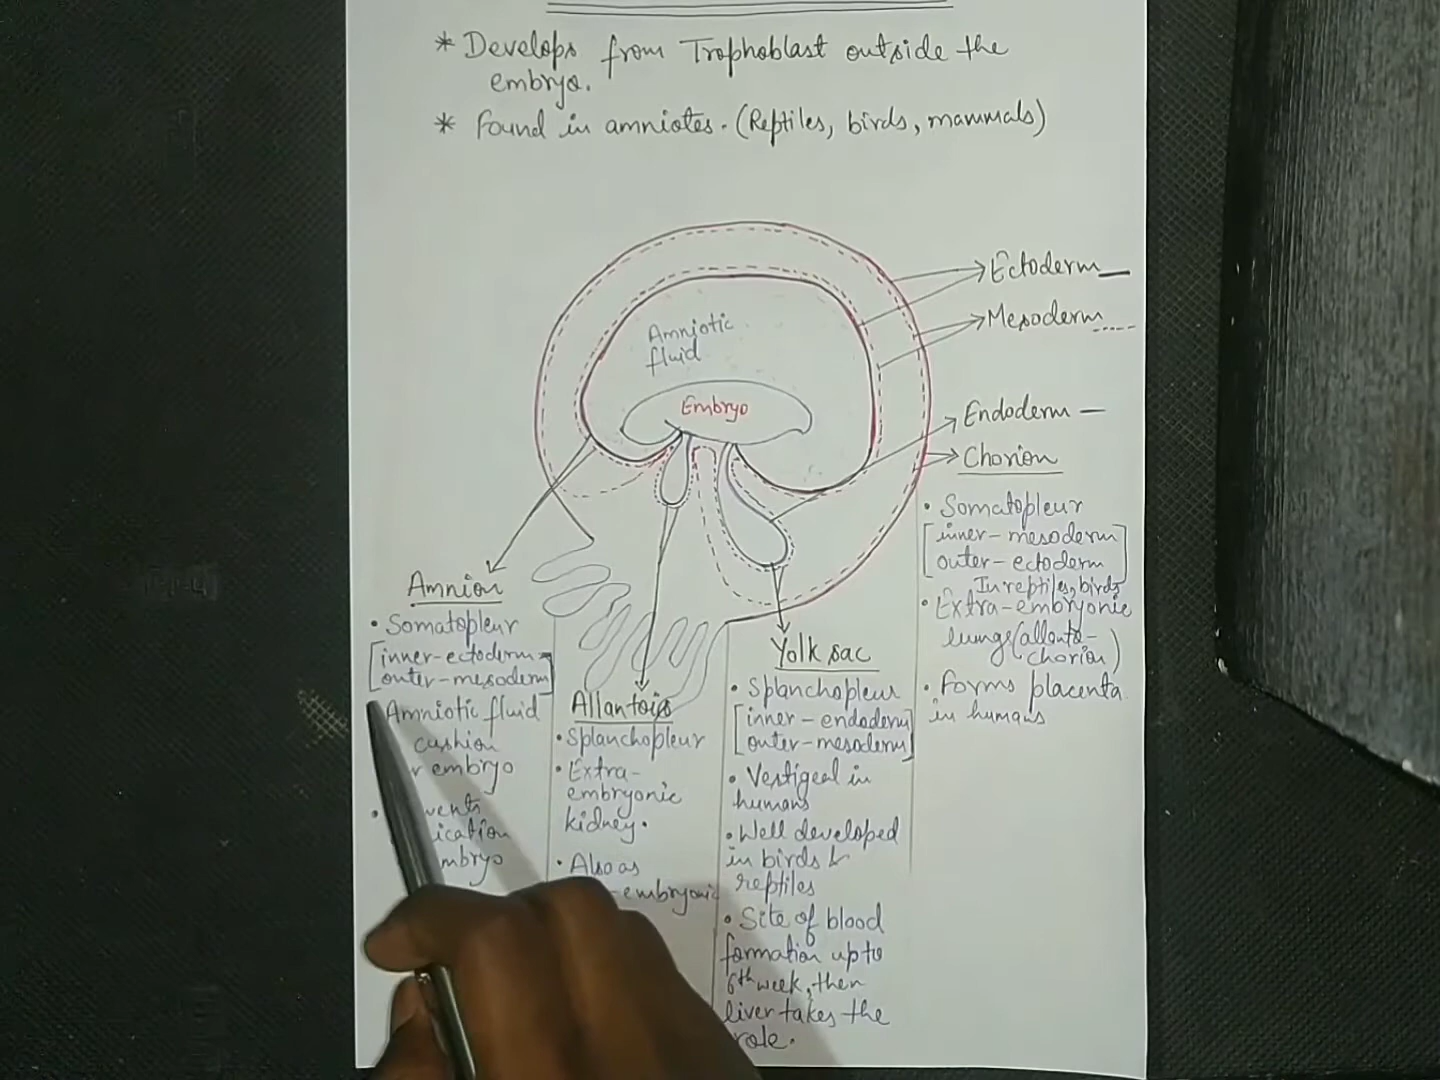 * Develops from Trophoblast outside the
embryo.
* Found in amniotes. (Reptiles, birds, mammals)
Ectoderm
Mesoderm
Amniotic
fluid
Embryo
Endoderm
Chorion
• Somatopleur
[inner-mesoderm
outer-ectoderm]
In reptiles, birds
• Extra-embryonic
lungs (allanto-
chorion)
• Forms placenta
in humans
Amnion
• Somatopleur
[inner-ectoderm
outer-mesoderm]
Amniotic fluid
cushion
embryo
Allantois
• Splanchopleur
• Extra-
embryonic
kidney.
• Also as
-embryonic
Yolk sac
• Splanchopleur
[inner-endoderm
outer-mesoderm]
• Vestigeal in
humans
• Well developed
in birds &
reptiles
• Site of blood
formation upto
6th week, then
liver takes the
role.